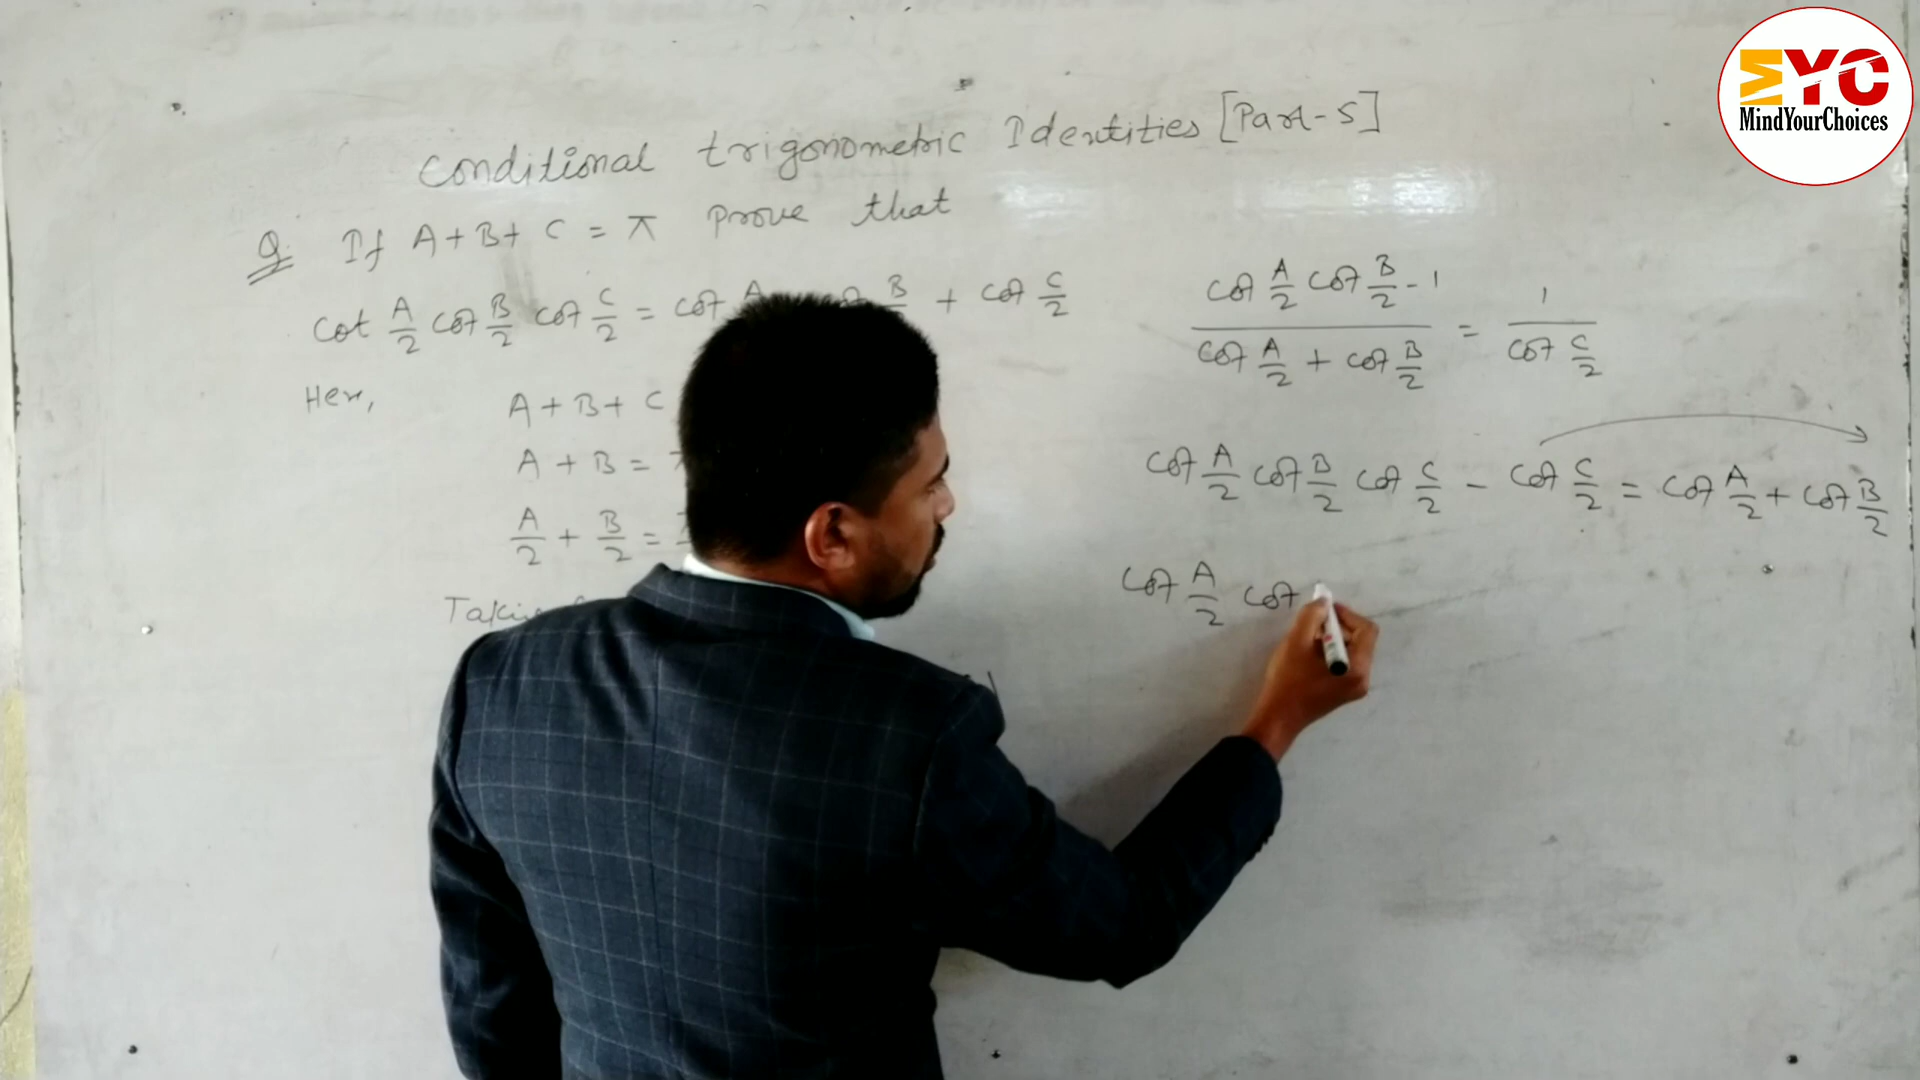 MYC
MindYourChoices
Conditional trigonometric Identities [Part-5]
Q. If A+B+C = π prove that
cot A/2 cot B/2 cot C/2 = cot A cot B + cot C/2
Here,
A+B+C
A+B =
A/2 + B/2 =
cot A/2 cot B/2 - 1 / cot A/2 + cot B/2 = 1 / cot C/2
cot A/2 cot B/2 cot C/2 - cot C/2 = cot A/2 + cot B/2
cot A/2 cot